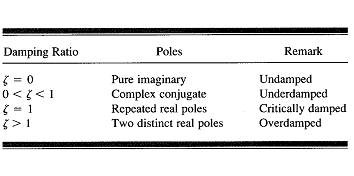 Damping Ratio Poles Remark
ζ = 0 Pure imaginary Undamped
0 < ζ < 1 Complex conjugate Underdamped
ζ = 1 Repeated real poles Critically damped
ζ > 1 Two distinct real poles Overdamped